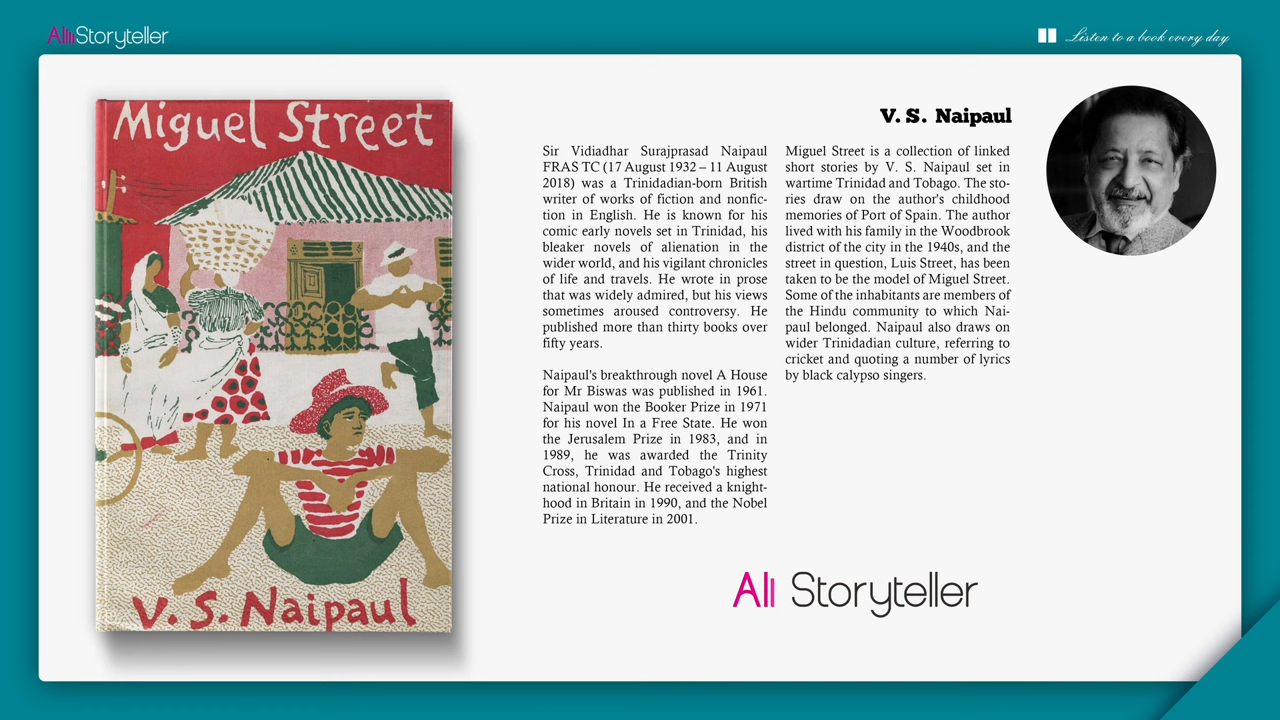 All Storyteller
Listen to a book every day
Miguel Street
V. S. Naipaul
V. S. Naipaul
Sir Vidiadhar Surajprasad Naipaul
FRAS TC (17 August 1932 – 11 August
2018) was a Trinidadian-born British
writer of works of fiction and nonfic-
tion in English. He is known for his
comic early novels set in Trinidad, his
bleaker novels of alienation in the
wider world, and his vigilant chronicles
of life and travels. He wrote in prose
that was widely admired, but his views
sometimes aroused controversy. He
published more than thirty books over
fifty years.
Naipaul's breakthrough novel A House
for Mr Biswas was published in 1961.
Naipaul won the Booker Prize in 1971
for his novel In a Free State. He won
the Jerusalem Prize in 1983, and in
1989, he was awarded the Trinity
Cross, Trinidad and Tobago's highest
national honour. He received a knight-
hood in Britain in 1990, and the Nobel
Prize in Literature in 2001.
Miguel Street is a collection of linked
short stories by V. S. Naipaul set in
wartime Trinidad and Tobago. The sto-
ries draw on the author's childhood
memories of Port of Spain. The author
lived with his family in the Woodbrook
district of the city in the 1940s, and the
street in question, Luis Street, has been
taken to be the model of Miguel Street.
Some of the inhabitants are members of
the Hindu community to which Nai-
paul belonged. Naipaul also draws on
wider Trinidadian culture, referring to
cricket and quoting a number of lyrics
by black calypso singers.
All Storyteller